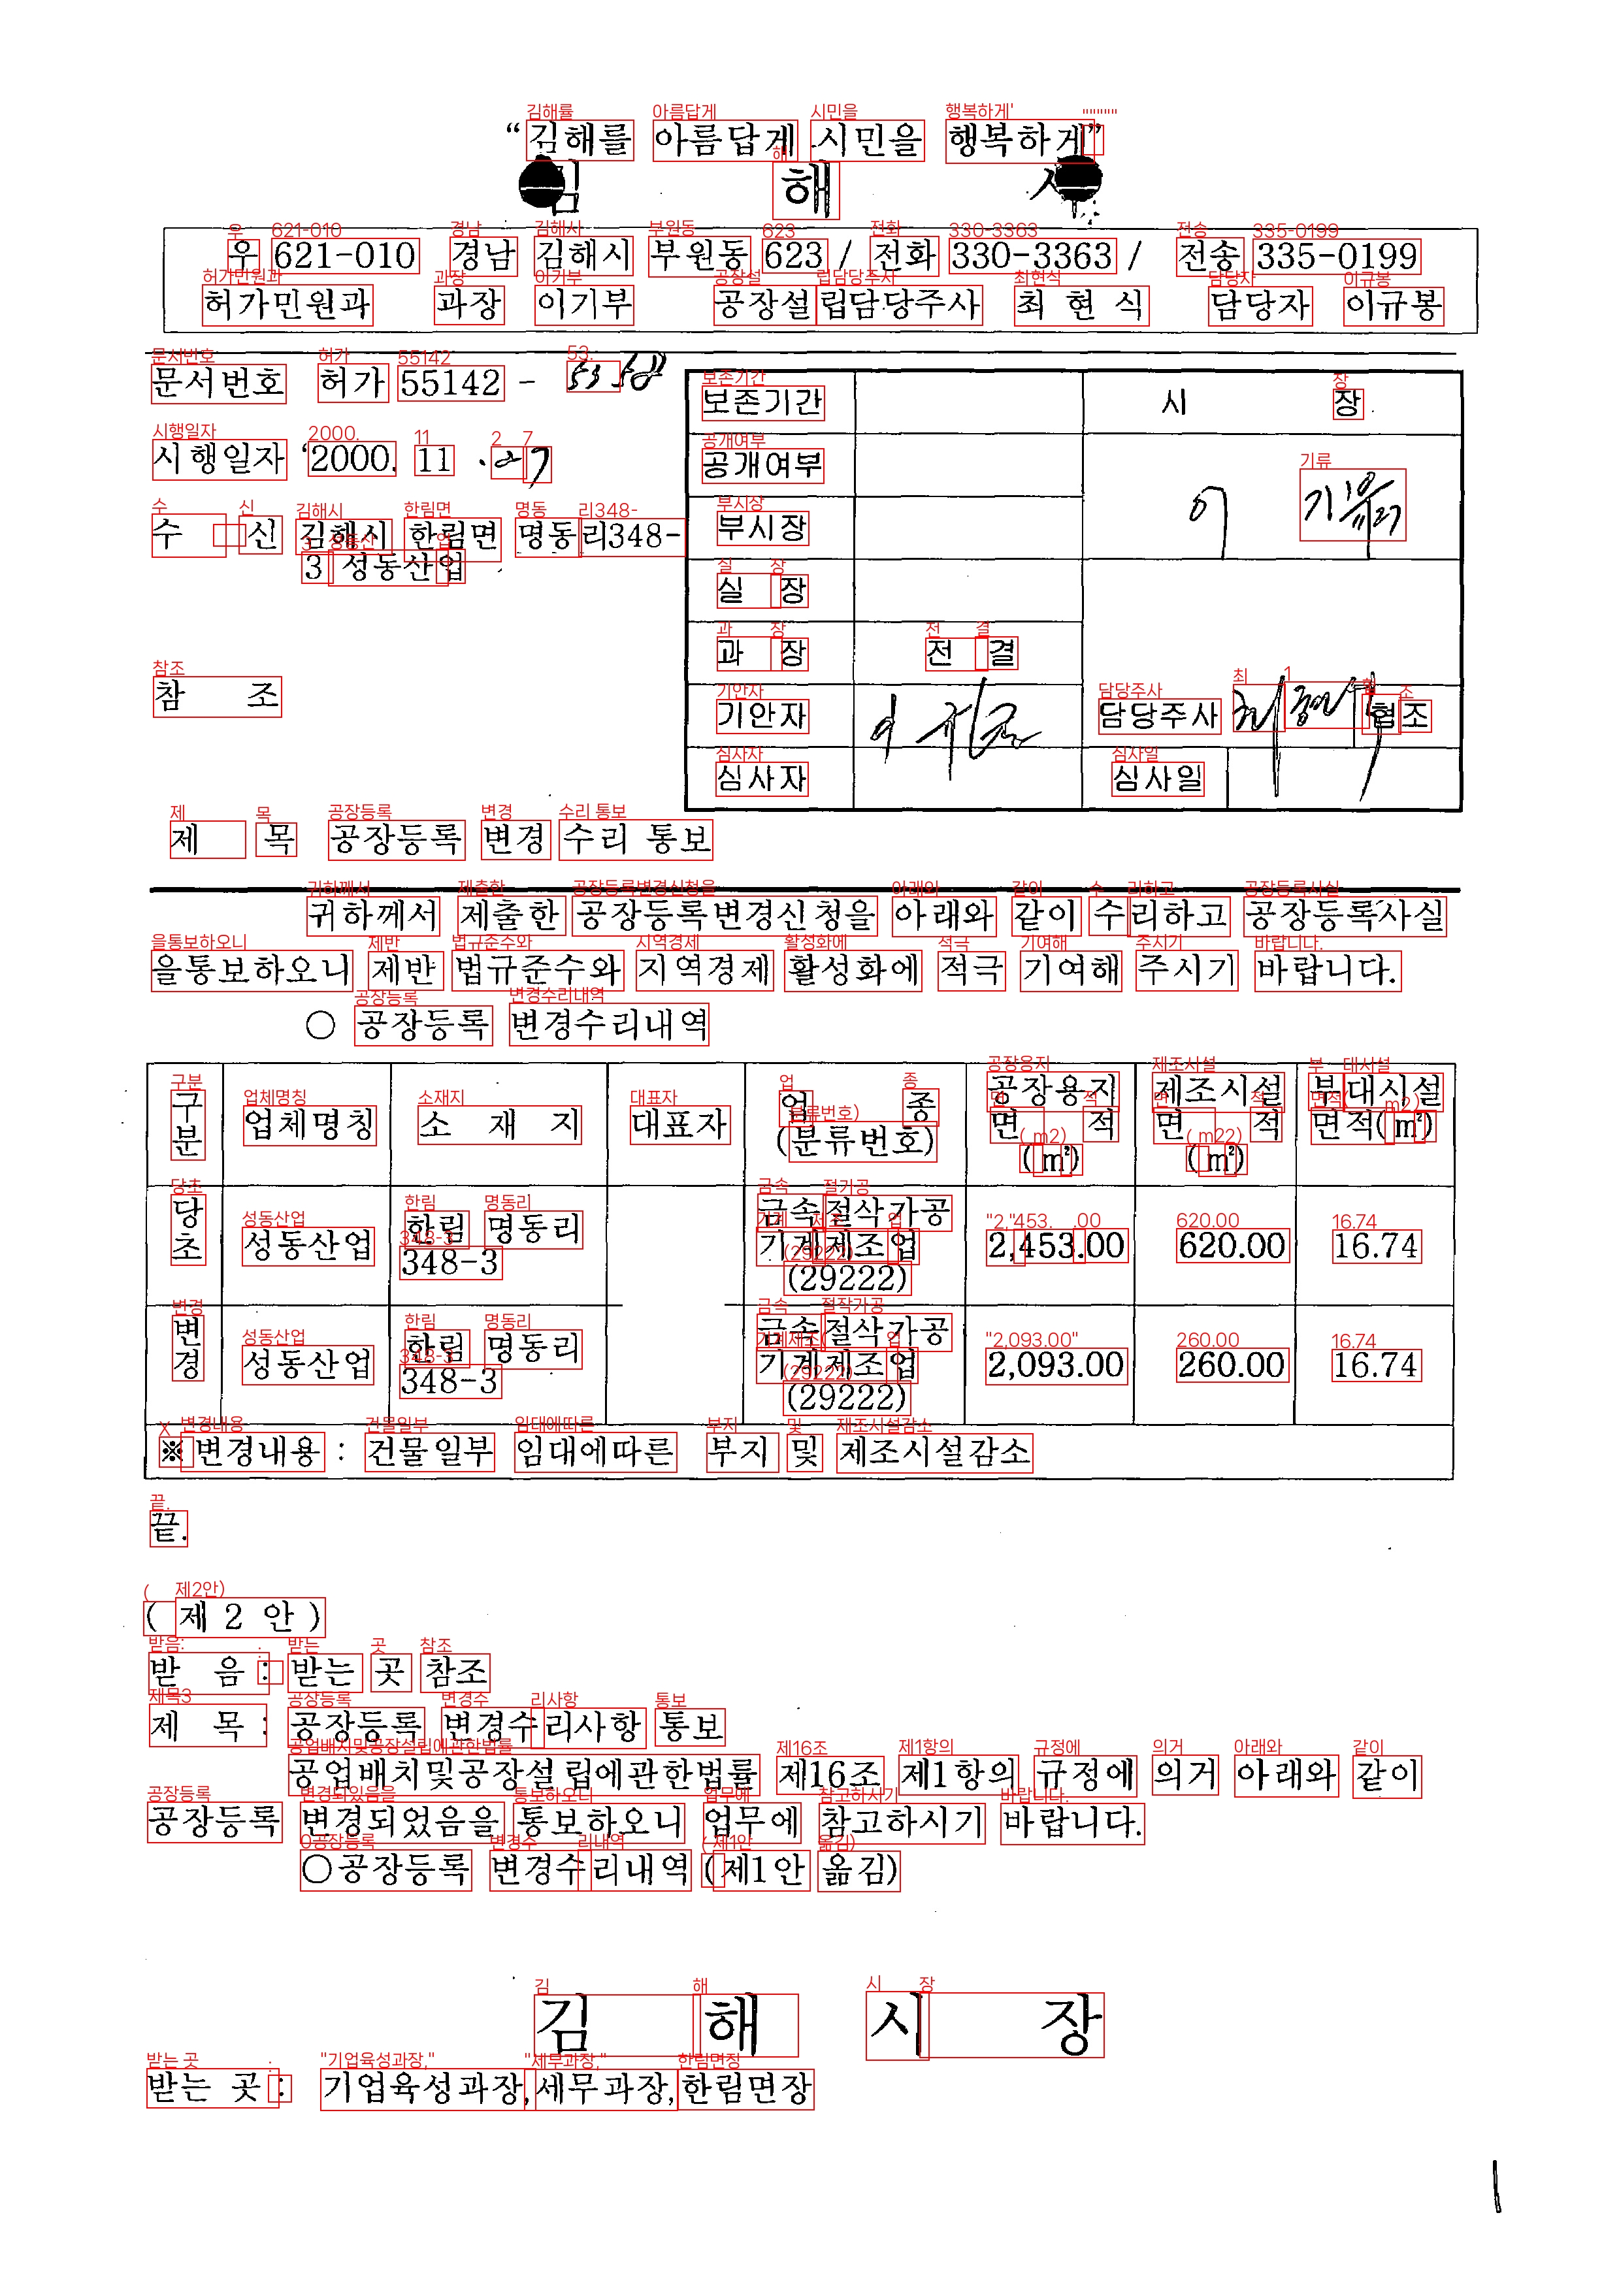 “김해를 아름답게 시민을 행복하게”
김 해 시
우 621-010 경남 김해시 부원동 623 / 전화 330-3363 / 전송 335-0199
허가민원과 과장 이기부 공장설립담당주사 최현식 담당자 이규봉
문서번호 허가 55142 -
시행일자 '2000. 11 . 27
수 신 김해시 한림면 명동리348-
3 성동산업
참 조
보존기간 시 장
공개여부
부시장
실 장
과 장 전 결
기안자 담당주사 협조
심사자 심사일
제 목 공장등록 변경 수리 통보
귀하께서 제출한 공장등록변경신청을 아래와 같이 수리하고 공장등록사실
을통보하오니 제반 법규준수와 지역경제 활성화에 적극 기여해 주시기 바랍니다.
○ 공장등록 변경수리내역
구분 업체명칭 소 재 지 대표자 업 종 (분류번호) 공장용지 면 적 (㎡) 제조시설 면 적 (㎡) 부대시설 면적(㎡)
당초 성동산업 한림 명동리 348-3 금속절삭가공 기계제조업 (29222) 2,453.00 620.00 16.74
변경 성동산업 한림 명동리 348-3 금속절삭가공 기계제조업 (29222) 2,093.00 260.00 16.74
※ 변경내용 : 건물일부 임대에따른 부지 및 제조시설감소
끝.
( 제 2 안 )
받 음 : 받는 곳 참조
제 목 : 공장등록 변경수리사항 통보
공업배치및공장설립에관한법률 제16조 제1항의 규정에 의거 아래와 같이
공장등록 변경되었음을 통보하오니 업무에 참고하시기 바랍니다.
○공장등록 변경수리내역 (제1안 옮김)
김 해 시 장
받는 곳 : 기업육성과장,세무과장,한림면장